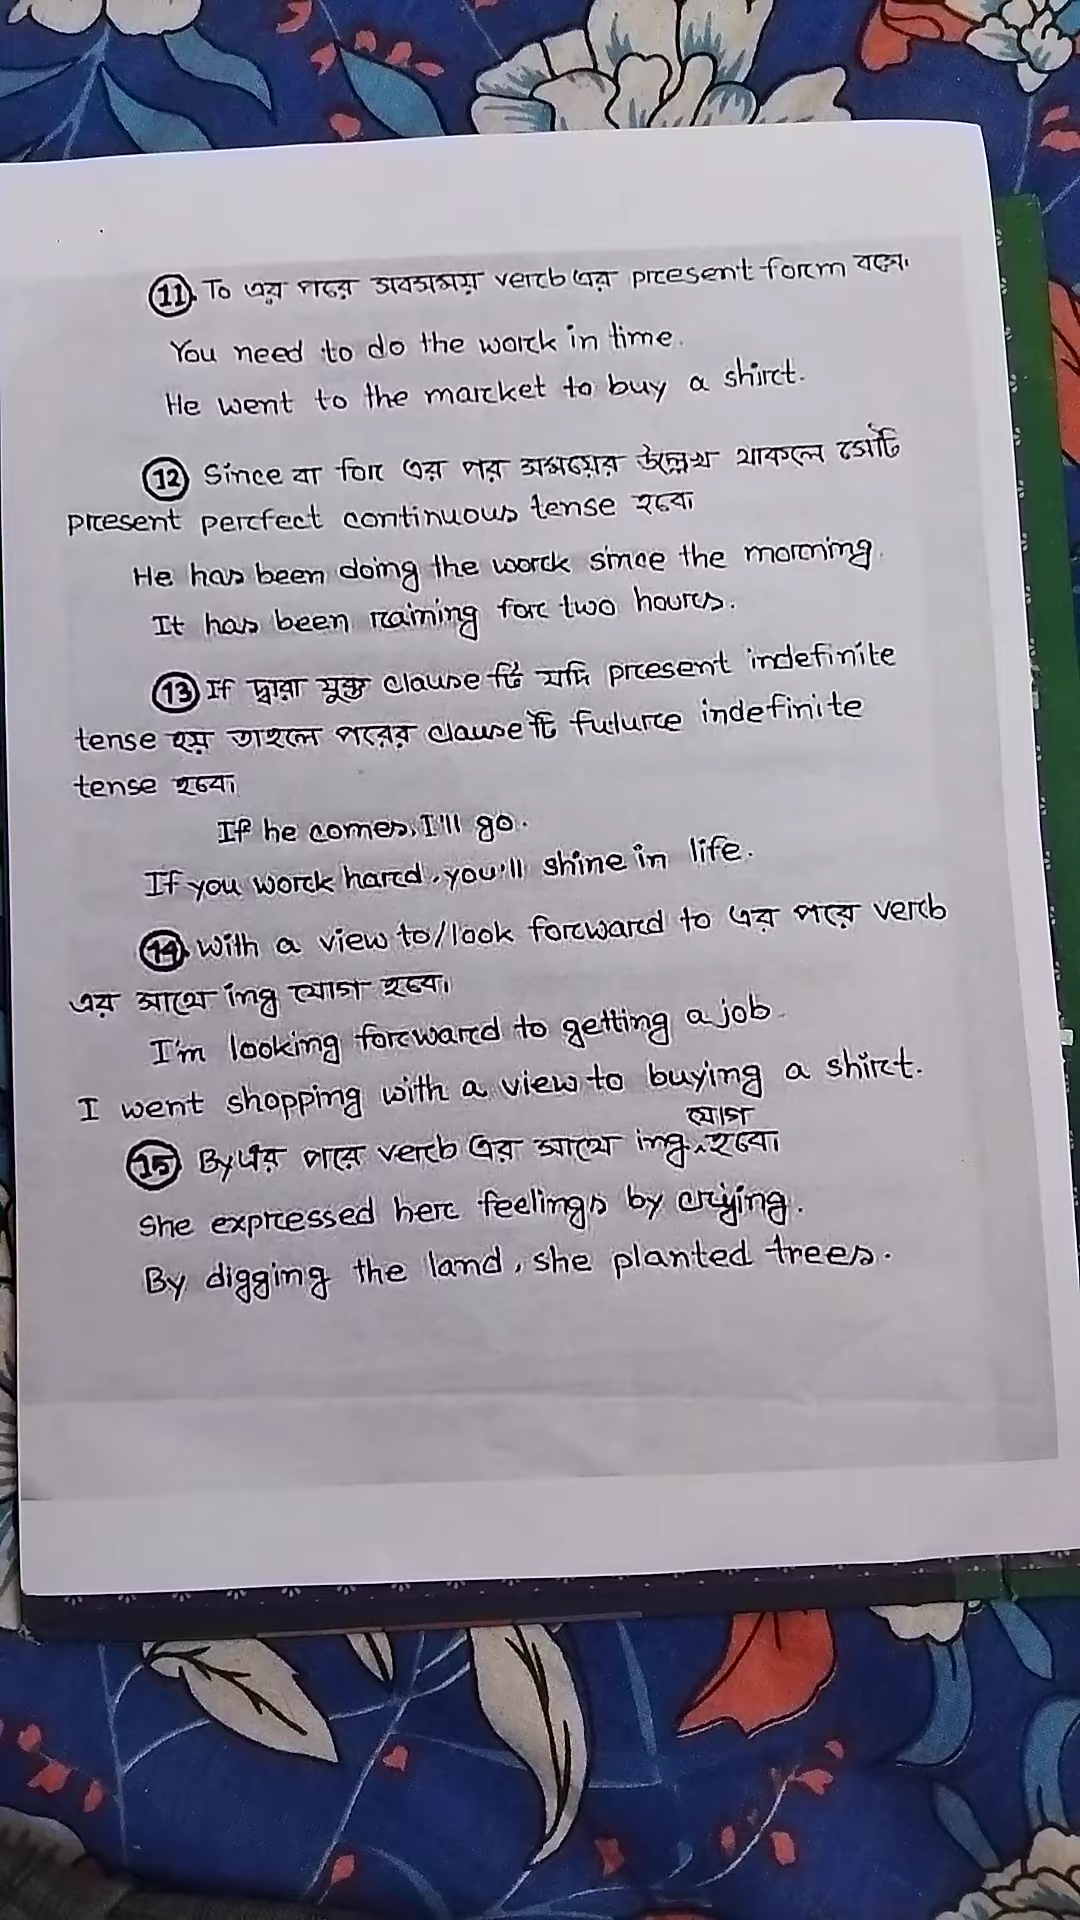 11. To এর পরে সবসময় verb এর present form বসে।
You need to do the work in time.
He went to the market to buy a shirt.
12 Since বা for এর পর সময়ের উল্লেখ থাকলে সেটি
present perfect continuous tense হবে।
He has been doing the work since the morning.
It has been raining for two hours.
13 If দ্বারা যুক্ত clause টি যদি present indefinite
tense হয় তাহলে পরের clause টি future indefinite
tense হবে।
If he comes, I'll go.
If you work hard, you'll shine in life.
14. With a view to/look forward to এর পরে verb
এর সাথে ing যোগ হবে।
I'm looking forward to getting a job.
I went shopping with a view to buying a shirt.
15 By এর পরে verb এর সাথে ing যোগ হবে।
She expressed her feelings by crying.
By digging the land, she planted trees.